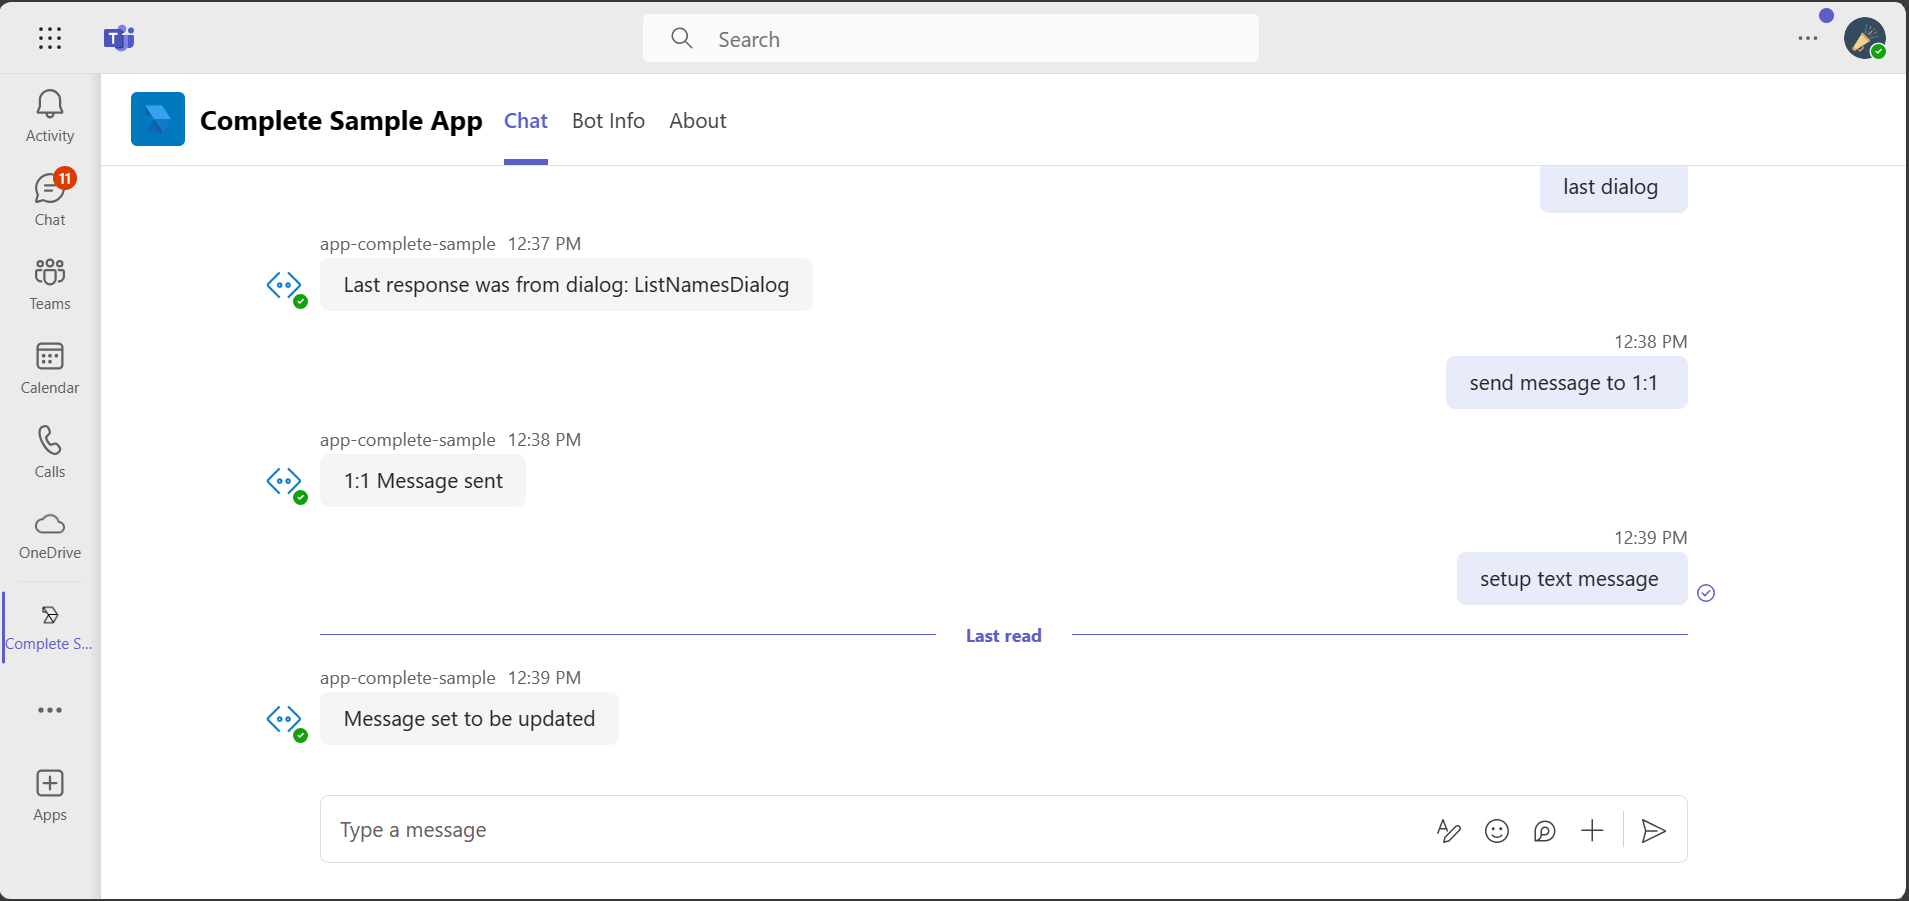 Search
Activity
11
Chat
Teams
Calendar
Calls
OneDrive
Complete S...
Apps
Complete Sample App
Chat
Bot Info
About
last dialog
app-complete-sample 12:37 PM
Last response was from dialog: ListNamesDialog
12:38 PM
send message to 1:1
app-complete-sample 12:38 PM
1:1 Message sent
12:39 PM
setup text message
Last read
app-complete-sample 12:39 PM
Message set to be updated
Type a message